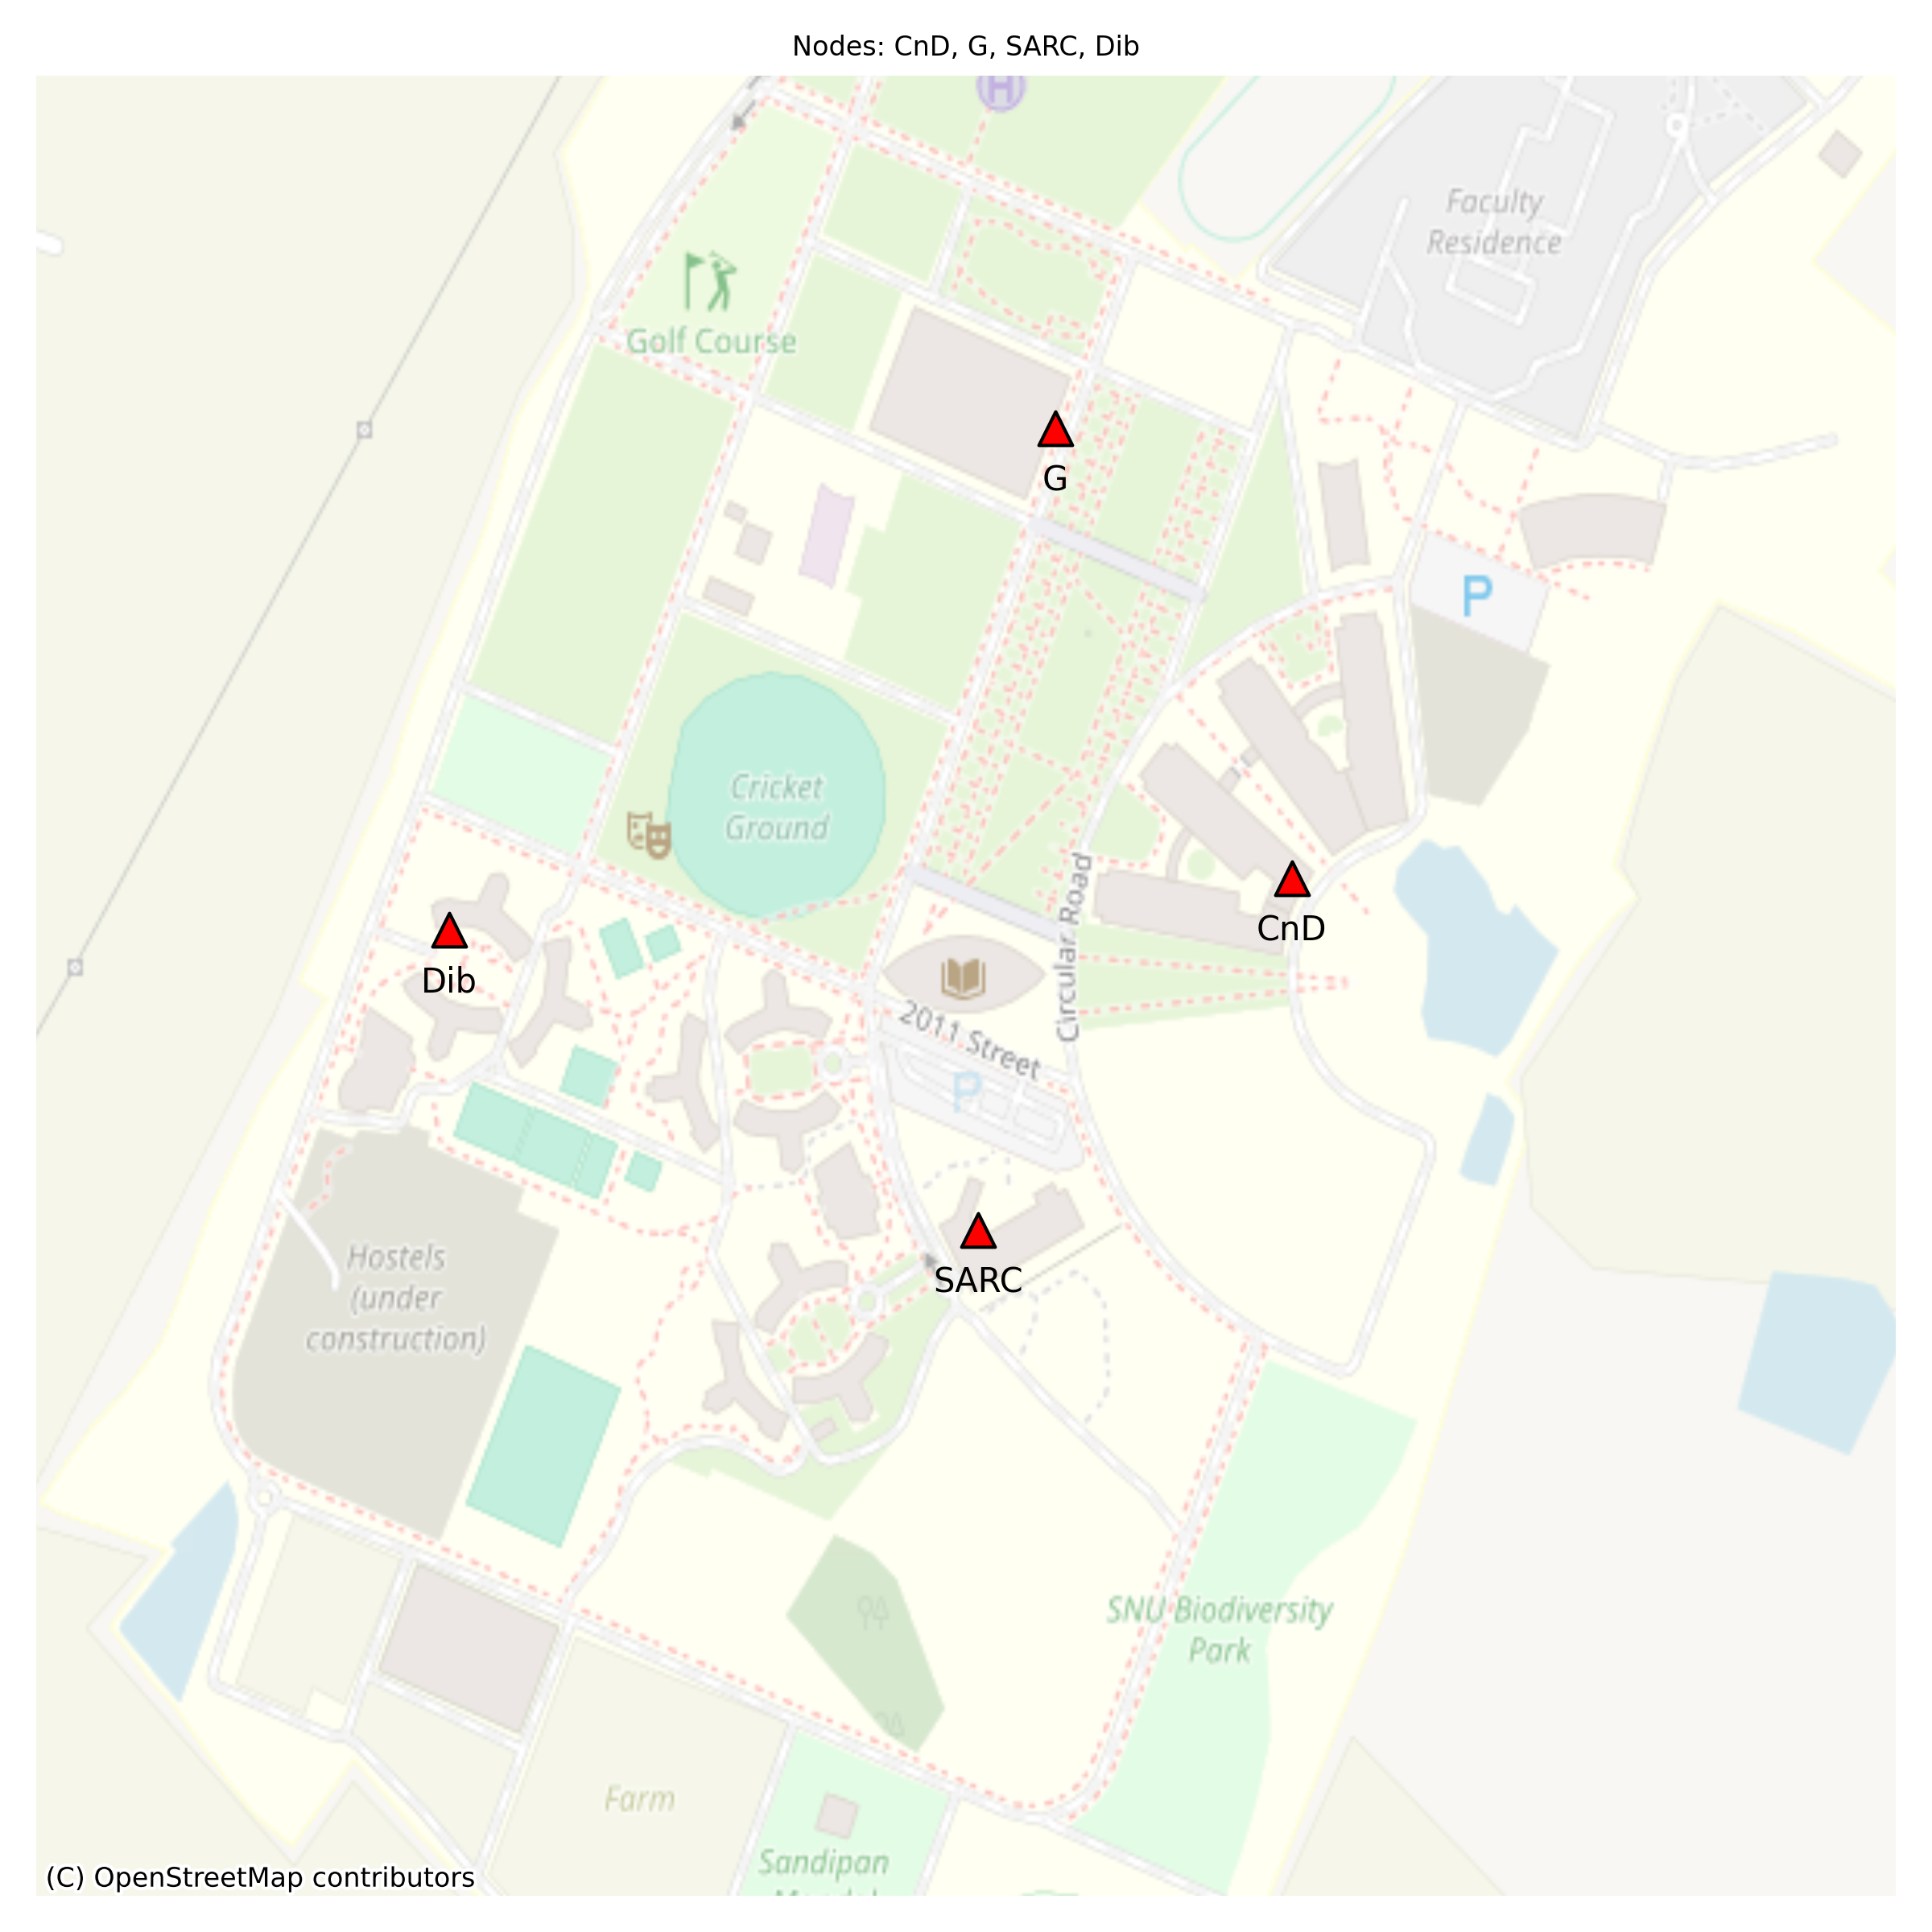 Nodes: CnD, G, SARC, Dib
H
Faculty
Residence
Golf Course
G
P
Cricket
Ground
CnD
Dib
Circular Road
2011 Street
P
SARC
Hostels
(under
construction)
SNU Biodiversity
Park
Farm
Sandipan
(C) OpenStreetMap contributors